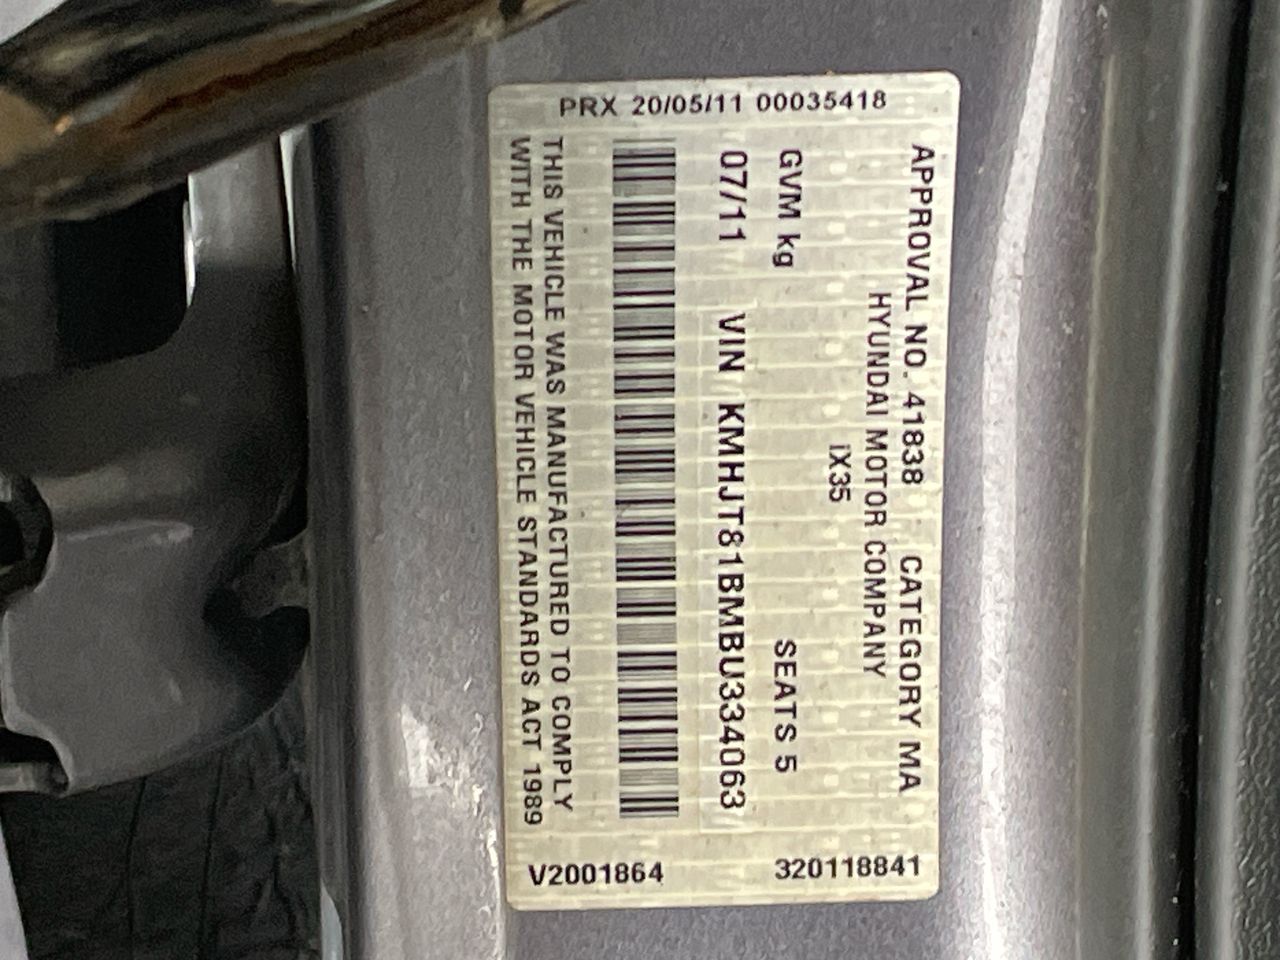 PRX 20/05/11 00035418
APPROVAL NO. 41838 CATEGORY MA
HYUNDAI MOTOR COMPANY
iX35
GVM kg SEATS 5
07/11 VIN KMHJT81BMBU334063
THIS VEHICLE WAS MANUFACTURED TO COMPLY
WITH THE MOTOR VEHICLE STANDARDS ACT 1989
V2001864 320118841